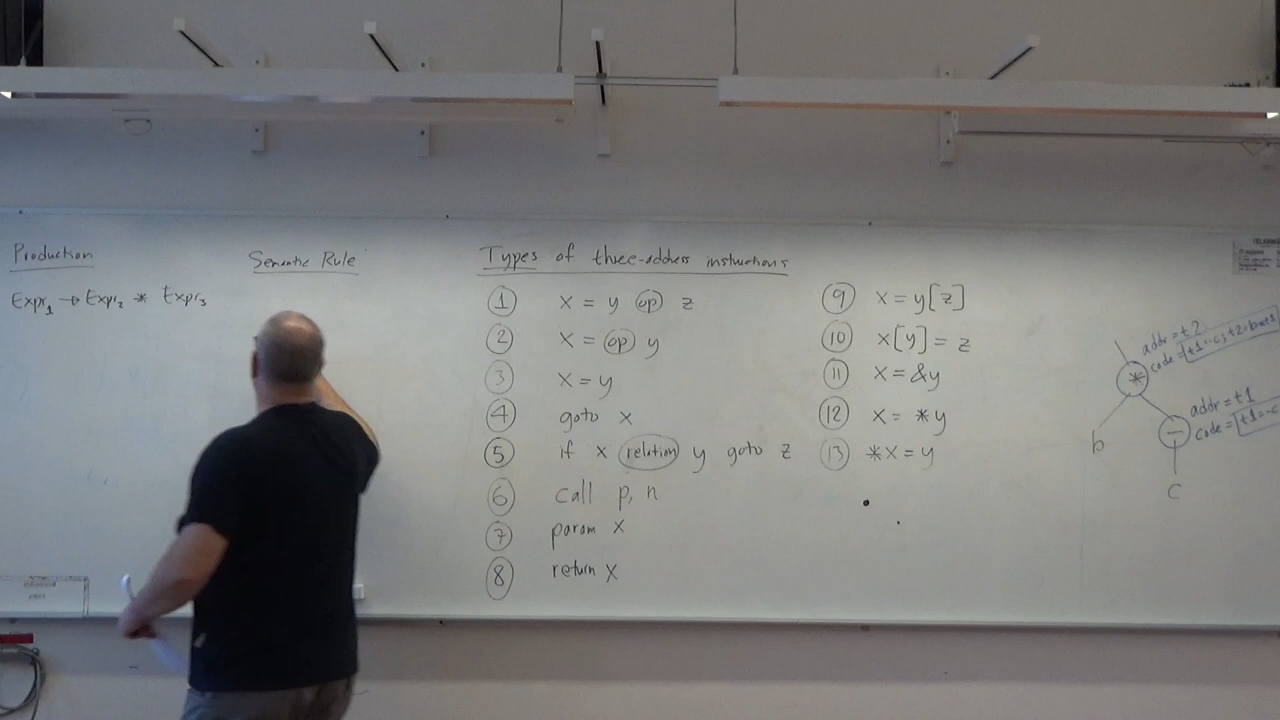 Production
Semantic Rule
Expr1 → Expr2 * Expr3
Types of three-address instructions
① x = y op z
② x = op y
③ x = y
④ goto x
⑤ if x relation y goto z
⑥ call p, n
⑦ param x
⑧ return x
⑨ x = y[z]
⑩ x[y] = z
⑪ x = &y
⑫ x = *y
⑬ *x = y
addr = t2
code =
*
addr = t1
code = t1 = -c
b
−
c